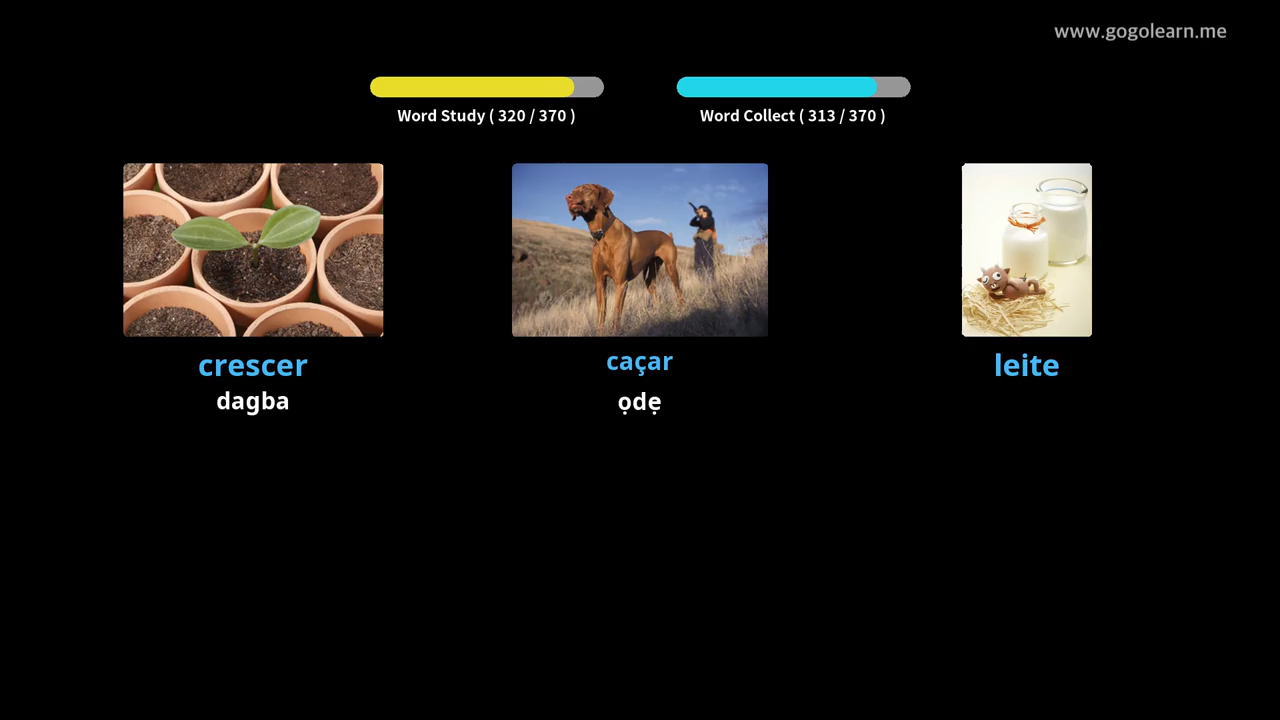 www.gogolearn.me
Word Study ( 320 / 370 )
Word Collect ( 313 / 370 )
crescer
dagba
caçar
ọdẹ
leite